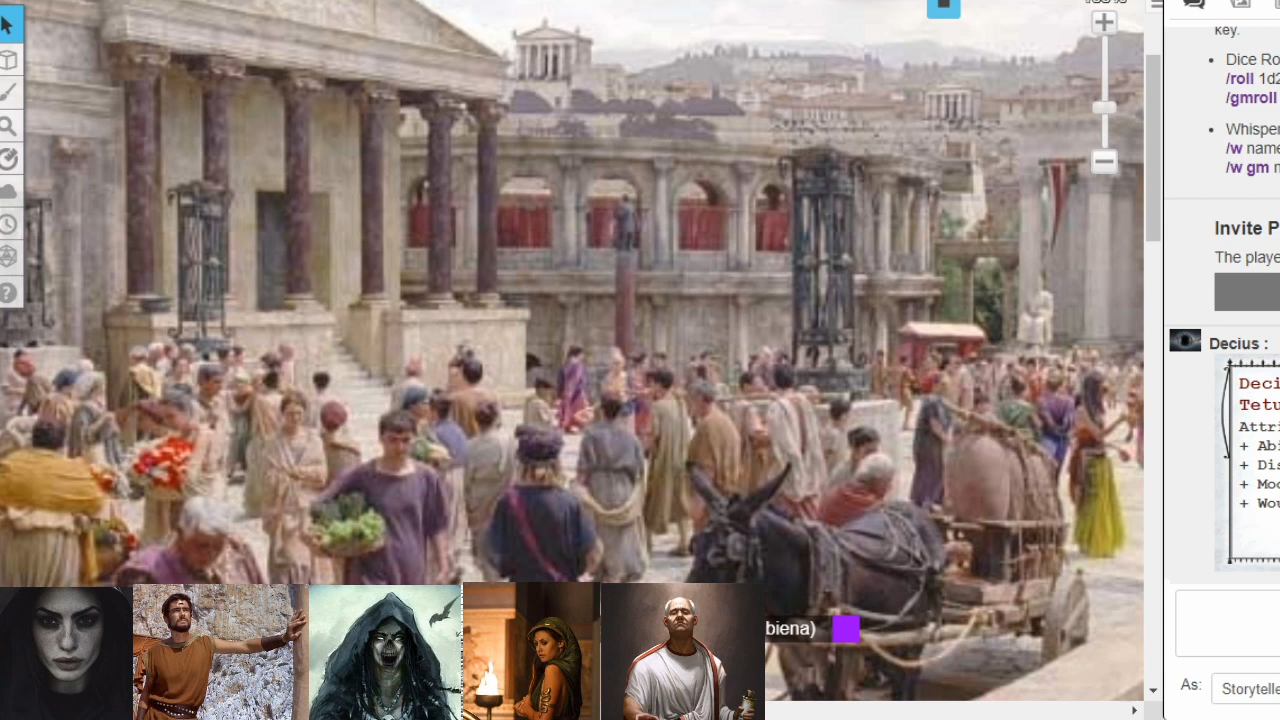 key.
Dice Ro
/roll 1d2
/gmroll
Whispe
/w name
/w gm
Invite P
The playe
Decius :
Deci
Tetu
Attri
+ Abi
+ Dis
+ Moo
+ Wou
biena)
As:
Storytelle